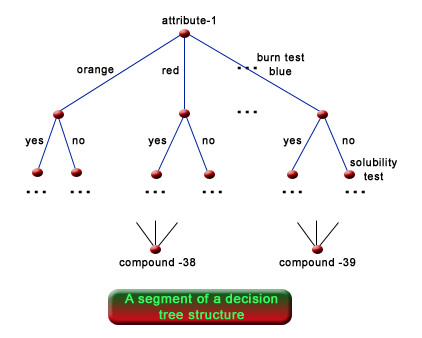 attribute-1
burn test
orange red ... blue
...
yes no yes no yes no
solubility
test
... ... ... ... ... ...
compound -38 compound -39
A segment of a decision
tree structure